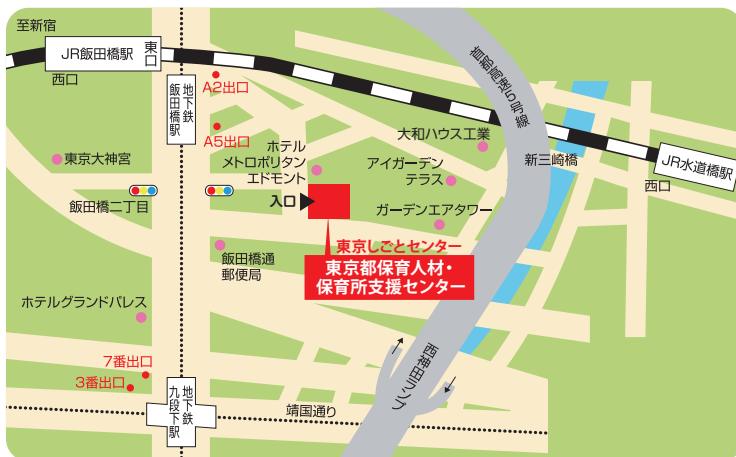 至新宿
JR飯田橋駅
東口
西口
地下鉄
飯田橋駅
A2出口
A5出口
首都高速5号線
大和ハウス工業
新三崎橋
JR水道橋駅
西口
東京大神宮
ホテル
メトロポリタン
エドモント
アイガーデン
テラス
飯田橋二丁目
入口
ガーデンエアタワー
東京しごとセンター
東京都保育人材・
保育所支援センター
飯田橋通
郵便局
ホテルグランドパレス
7番出口
3番出口
地下鉄
九段下駅
靖国通り
西神田ランプ